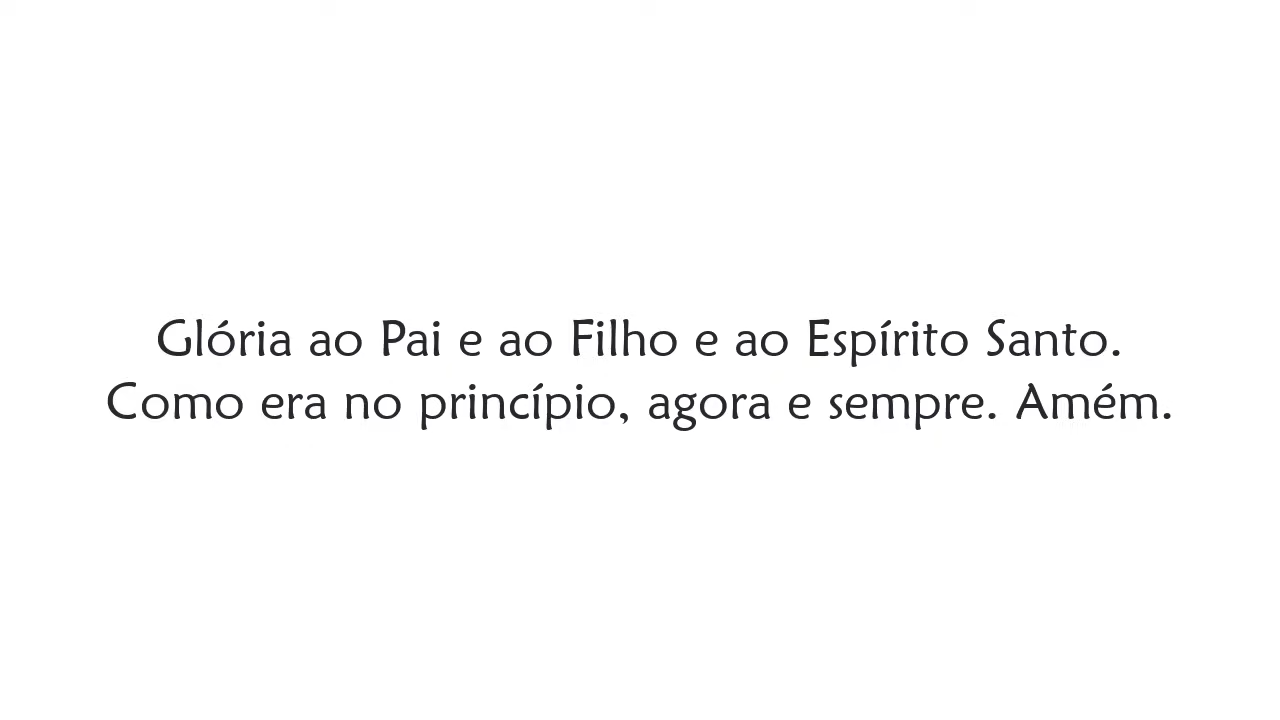 Glória ao Pai e ao Filho e ao Espírito Santo.
Como era no princípio, agora e sempre. Amém.